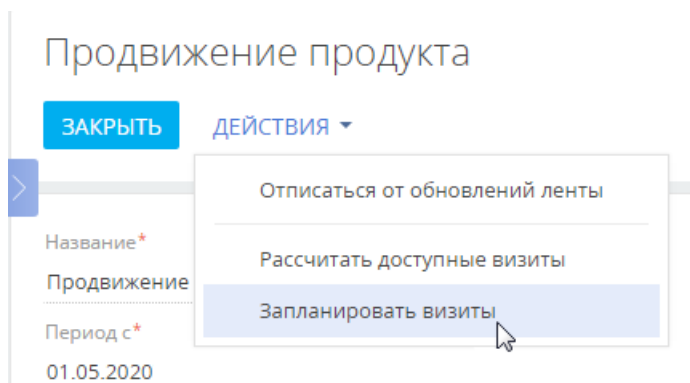 Продвижение продукта
ЗАКРЫТЬ ДЕЙСТВИЯ
Отписаться от обновлений ленты
Название*
Рассчитать доступные визиты
Продвижение
Запланировать визиты
Период с*
01.05.2020